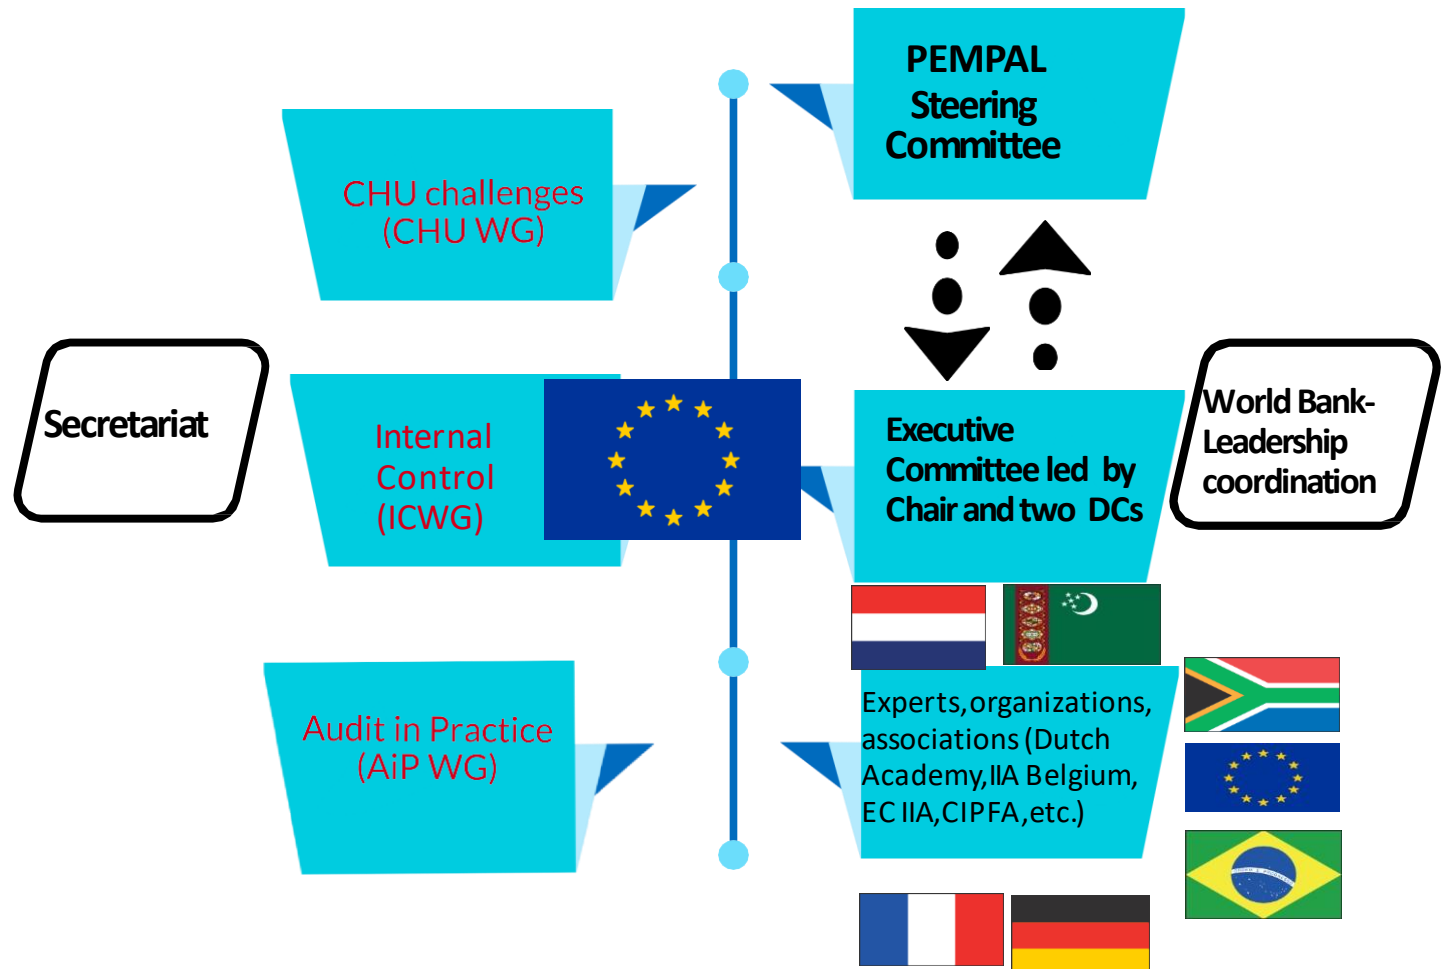 PEMPAL
Steering
Committee
CHU challenges
(CHU WG)
Secretariat
Internal
Control
(ICWG)
Executive
Committee led by
Chair and two DCs
World Bank-
Leadership
coordination
Audit in Practice
(AiP WG)
Experts,organizations,
associations (Dutch
Academy,IIA Belgium,
EC IIA,CIPFA,etc.)